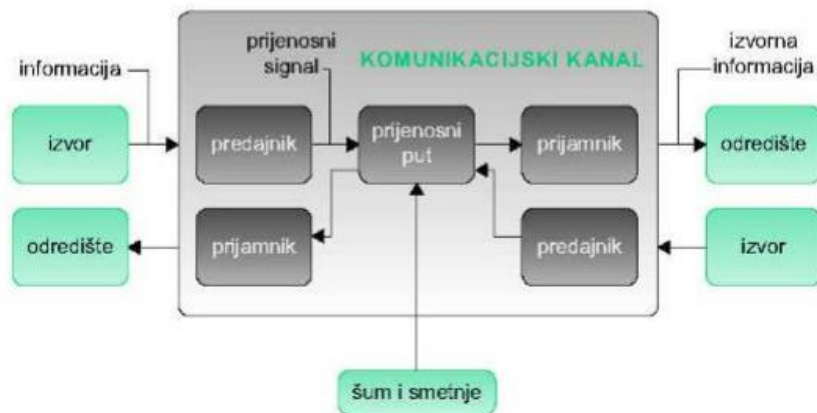 prijenosni
signal
KOMUNIKACIJSKI KANAL
izvorna
informacija
informacija
izvor
predajnik
prijenosni
put
prijamnik
odredište
odredište
prijamnik
predajnik
izvor
šum i smetnje